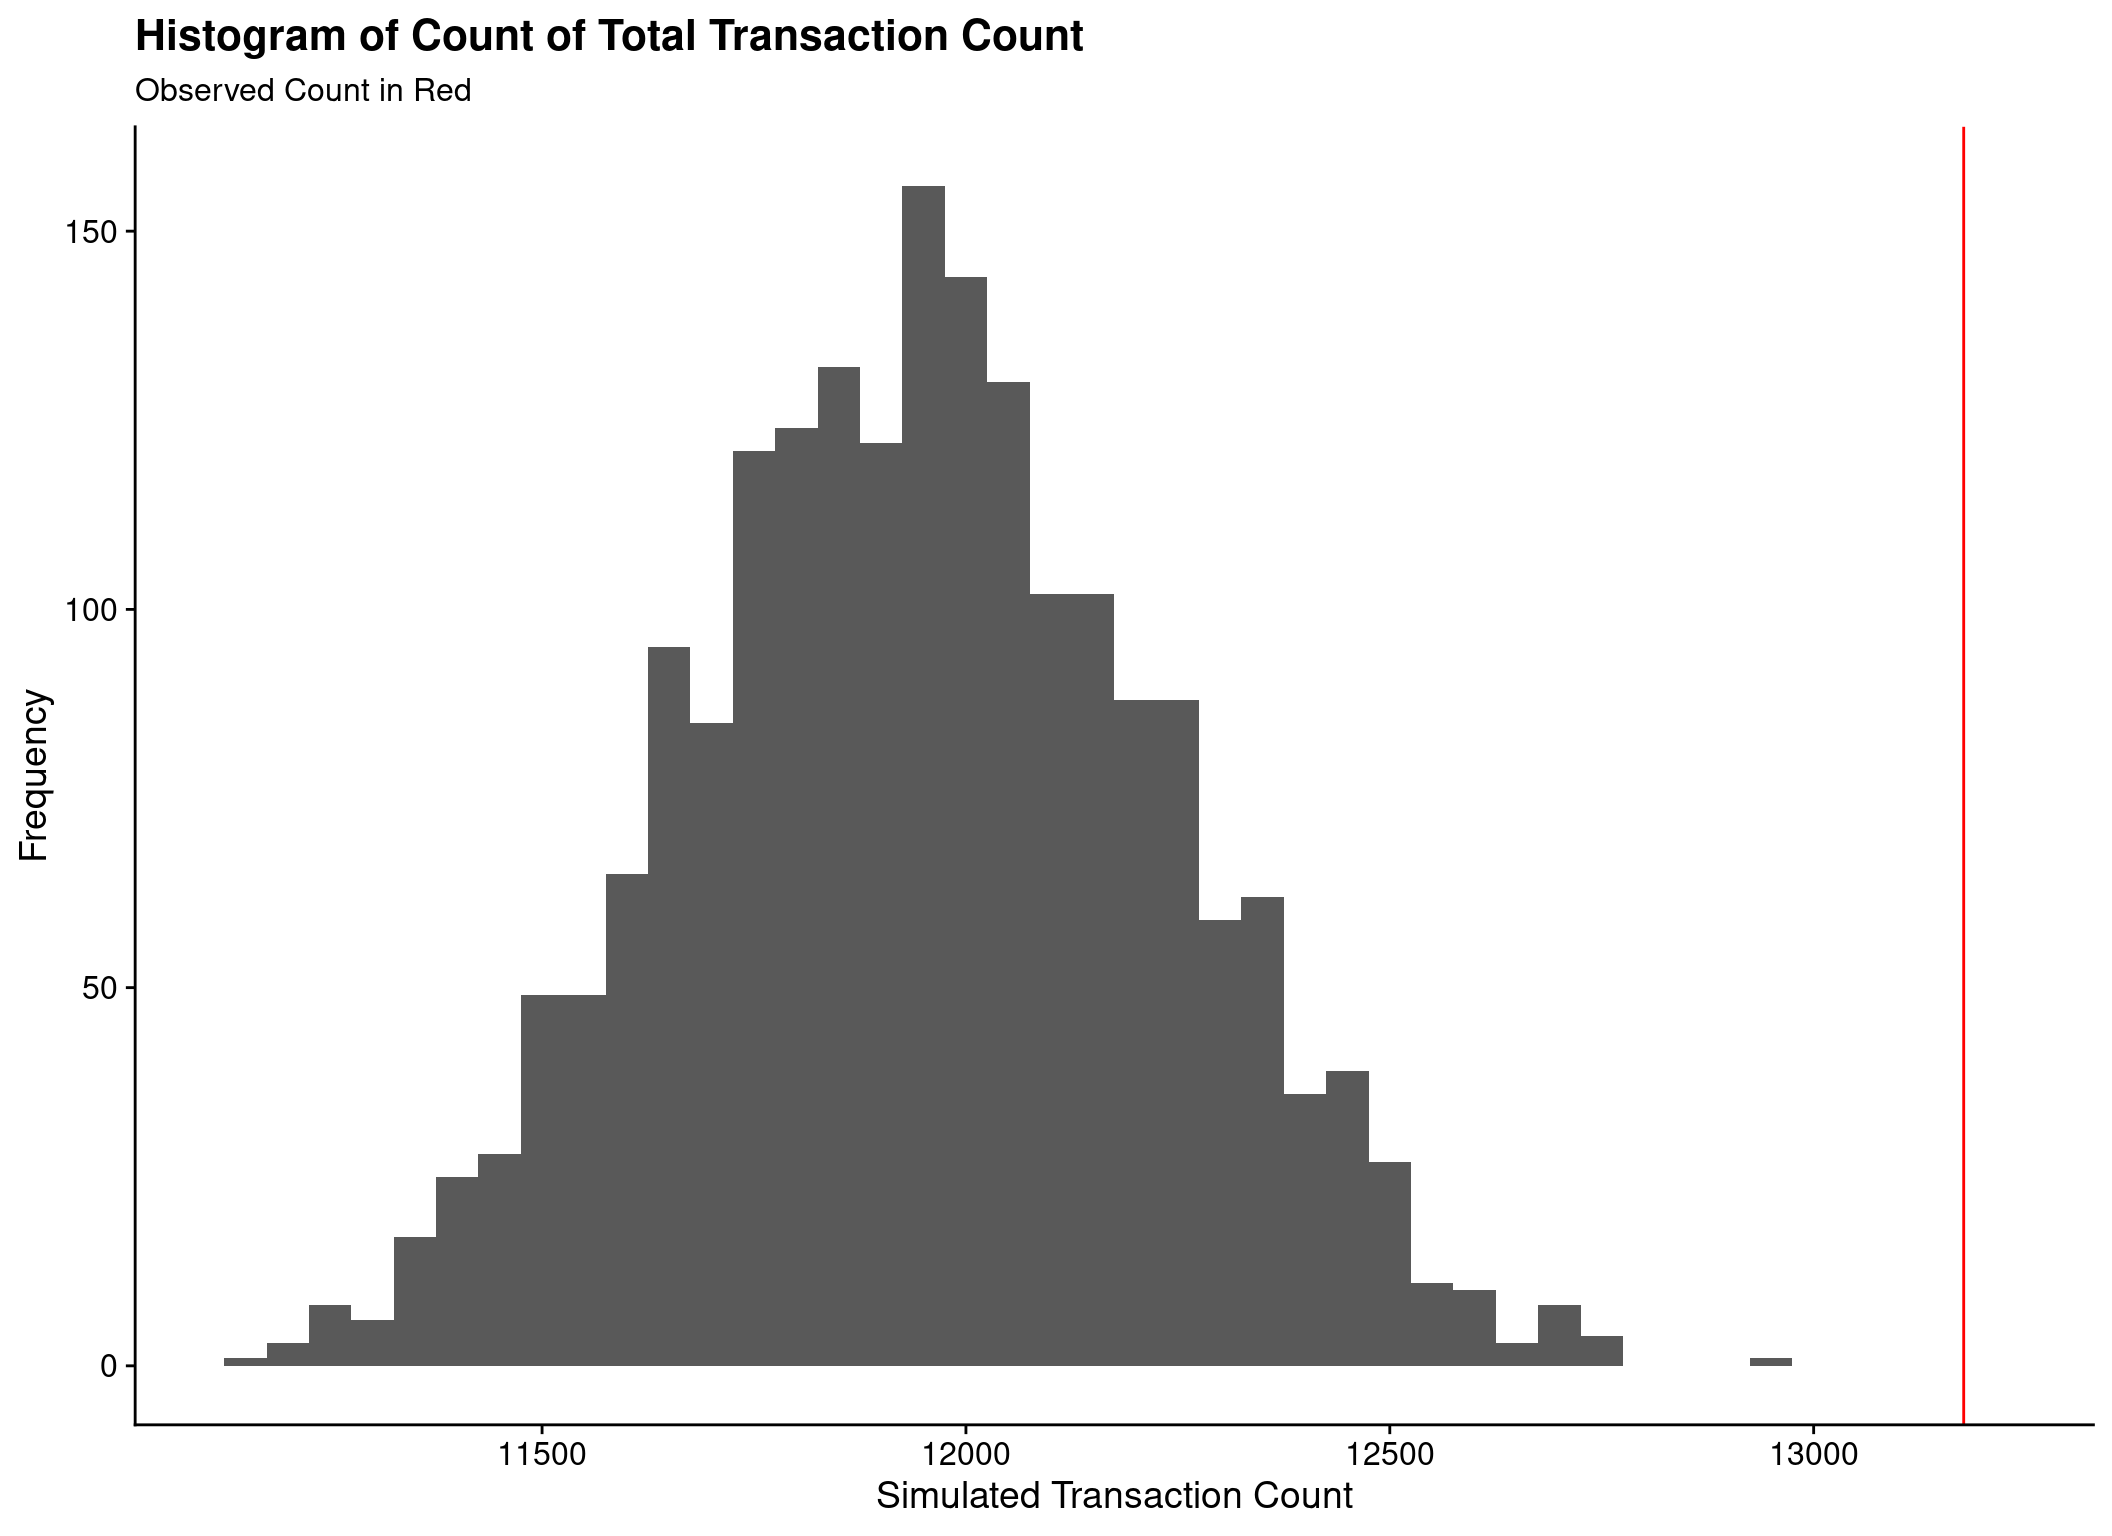 Histogram of Count of Total Transaction Count
Observed Count in Red
150
100
50
0
Frequency
11500 12000 12500 13000
Simulated Transaction Count